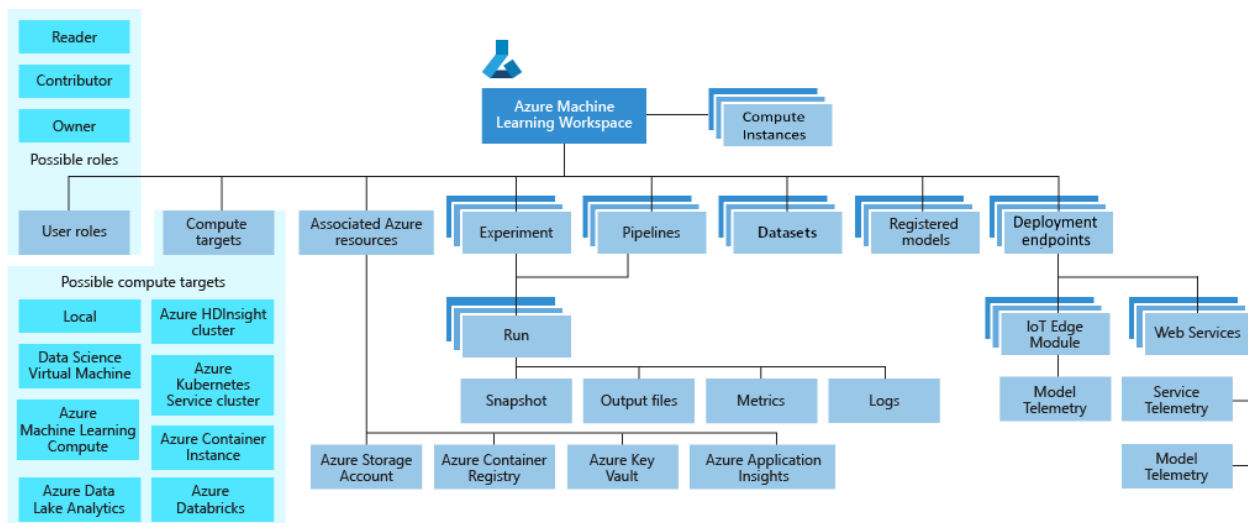 Reader
Contributor
Owner
Possible roles
User roles
Azure Machine
Learning Workspace
Compute
Instances
Compute
targets
Associated Azure
resources
Experiment
Pipelines
Datasets
Registered
models
Deployment
endpoints
Possible compute targets
Local
Azure HDInsight
cluster
Data Science
Virtual Machine
Azure
Kubernetes
Service cluster
Azure
Machine Learning
Compute
Azure Container
Instance
Azure Data
Lake Analytics
Azure
Databricks
Run
Snapshot
Output files
Metrics
Logs
Azure Storage
Account
Azure Container
Registry
Azure Key
Vault
Azure Application
Insights
IoT Edge
Module
Web Services
Model
Telemetry
Service
Telemetry
Model
Telemetry